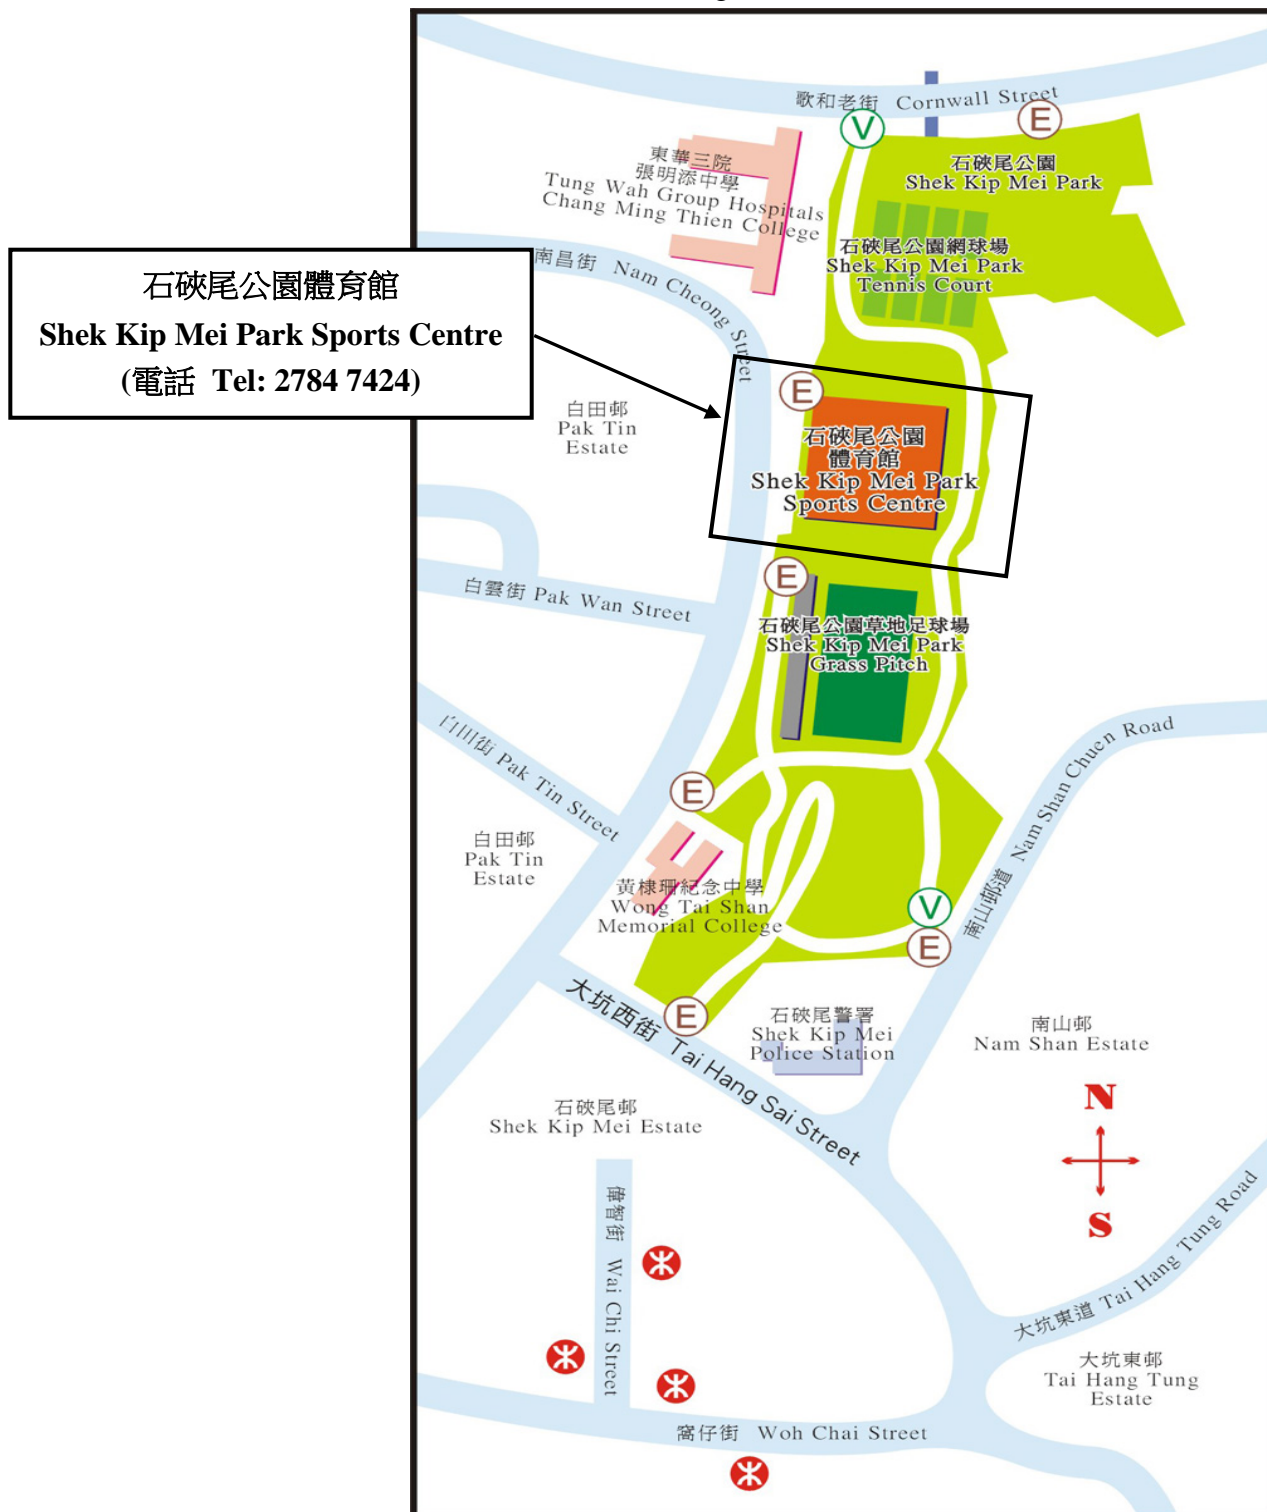 歌和老街 Cornwall Street
V
E
東華三院
張明添中學
Tung Wah Group Hospitals
Chang Ming Thien College
石硤尾公園
Shek Kip Mei Park
石硤尾公園網球場
Shek Kip Mei Park
Tennis Court
南昌街 Nam Cheong Street
石硤尾公園體育館
Shek Kip Mei Park Sports Centre
(電話 Tel: 2784 7424)
E
白田邨
Pak Tin
Estate
石硤尾公園
體育館
Shek Kip Mei Park
Sports Centre
E
白雲街 Pak Wan Street
石硤尾公園草地足球場
Shek Kip Mei Park
Grass Pitch
白田街 Pak Tin Street
南山邨道 Nam Shan Chuen Road
E
白田邨
Pak Tin
Estate
黃棣珊紀念中學
Wong Tai Shan
Memorial College
V
E
E
大坑西街 Tai Hang Sai Street
石硤尾警署
Shek Kip Mei
Police Station
南山邨
Nam Shan Estate
石硤尾邨
Shek Kip Mei Estate
N
S
偉智街 Wai Chi Street
大坑東道 Tai Hang Tung Road
大坑東邨
Tai Hang Tung
Estate
窩仔街 Woh Chai Street